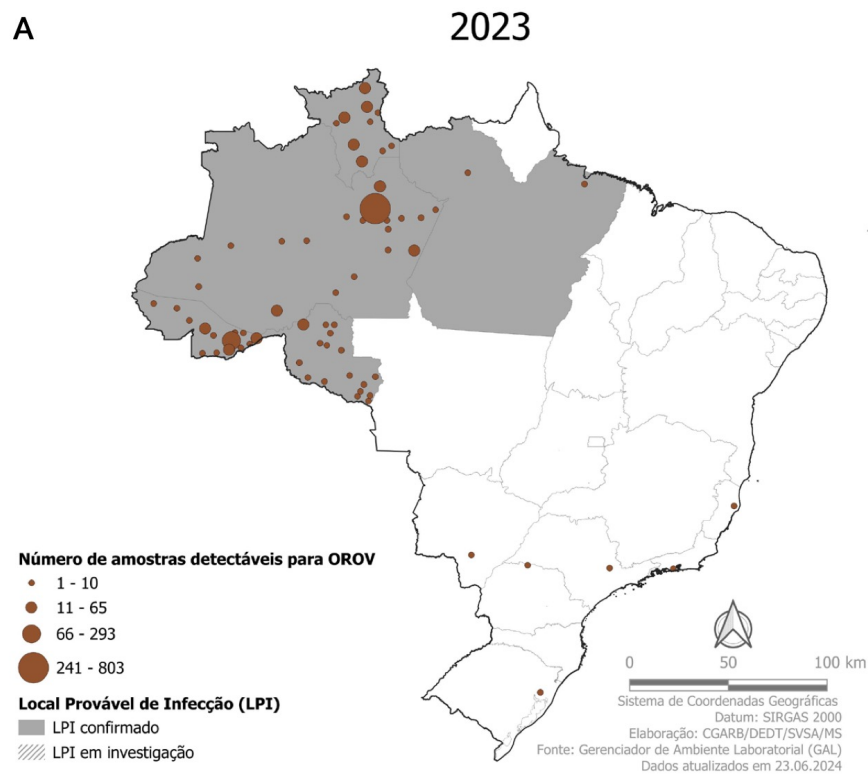 A
2023
Número de amostras detectáveis para OROV
1 - 10
11 - 65
66 - 293
241 - 803
Local Provável de Infecção (LPI)
LPI confirmado
LPI em investigação
0 50 100 km
Sistema de Coordenadas Geográficas
Datum: SIRGAS 2000
Elaboração: CGARB/DEDT/SVSA/MS
Fonte: Gerenciador de Ambiente Laboratorial (GAL)
Dados atualizados em 23.06.2024